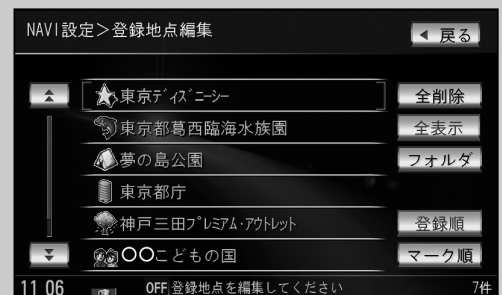 NAVI設定＞登録地点編集
戻る
東京ﾃﾞｨｽﾞﾆｰｼｰ
全削除
東京都葛西臨海水族園
全表示
夢の島公園
フォルダ
東京都庁
神戸三田ﾌﾟﾚﾐｱﾑ･ｱｳﾄﾚｯﾄ
登録順
○○こどもの国
マーク順
11 06
OFF 登録地点を編集してください
7件